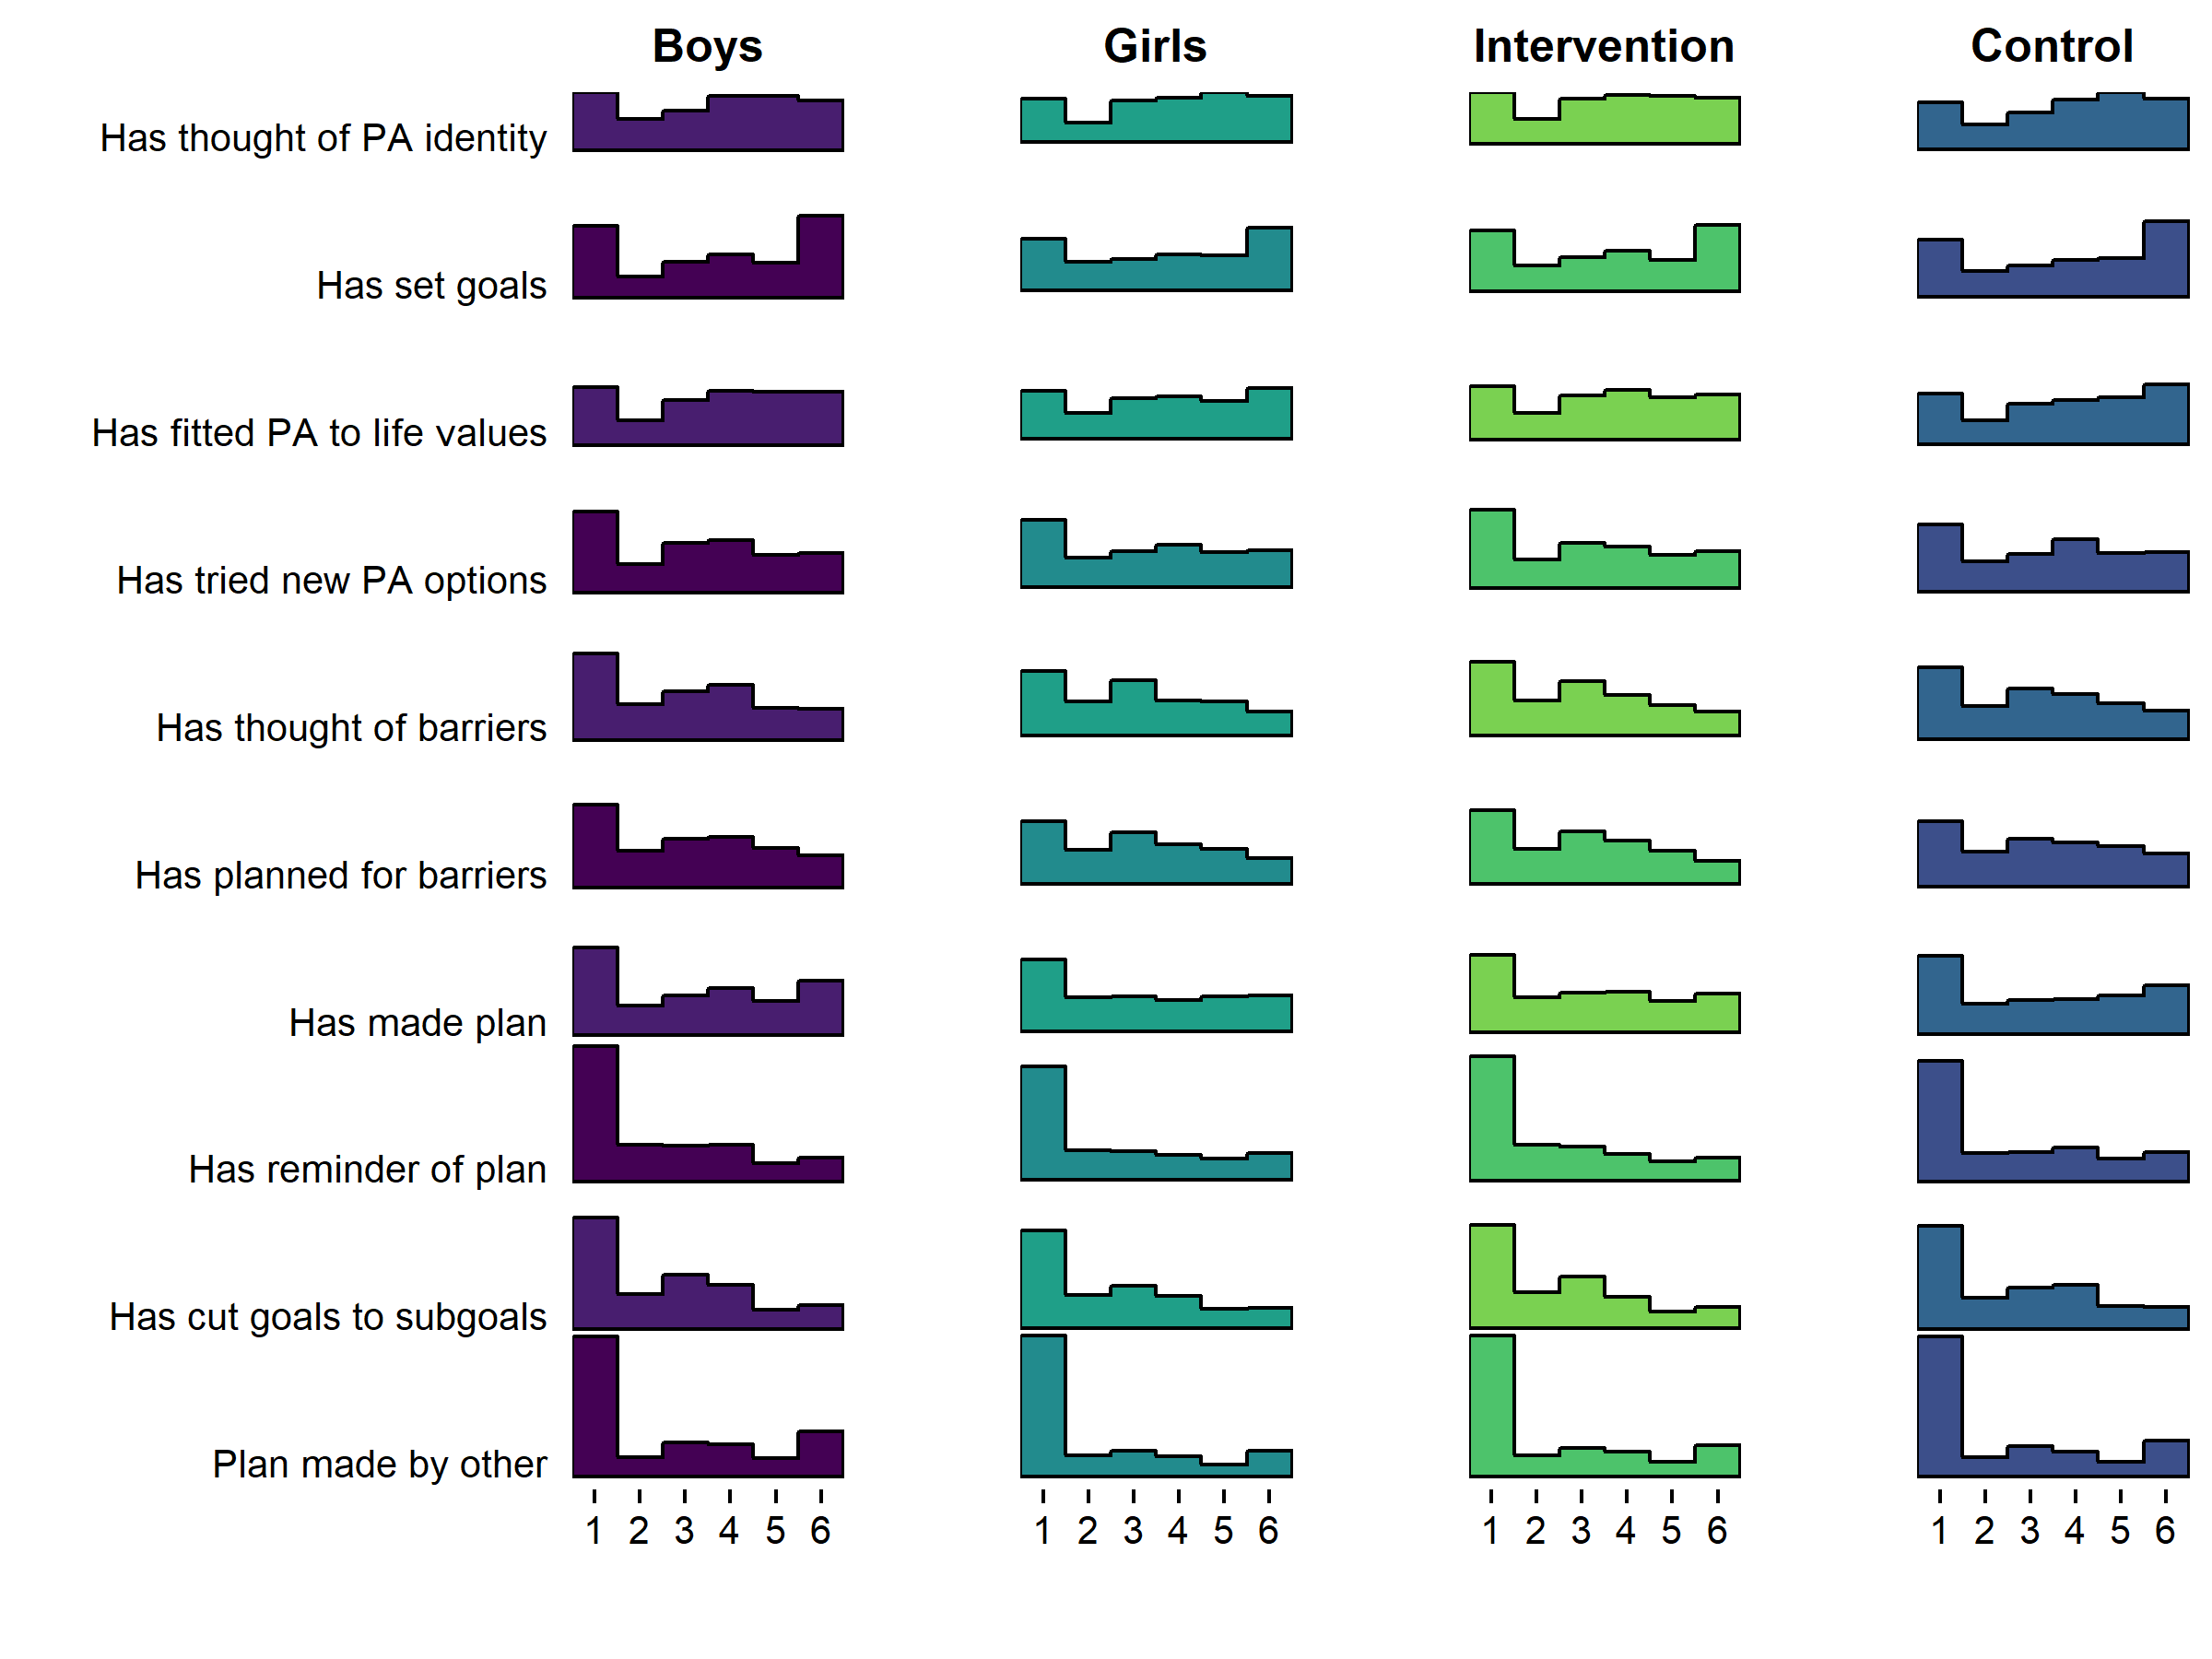 Boys Girls Intervention Control
Has thought of PA identity
Has set goals
Has fitted PA to life values
Has tried new PA options
Has thought of barriers
Has planned for barriers
Has made plan
Has reminder of plan
Has cut goals to subgoals
Plan made by other
1 2 3 4 5 6 1 2 3 4 5 6 1 2 3 4 5 6 1 2 3 4 5 6